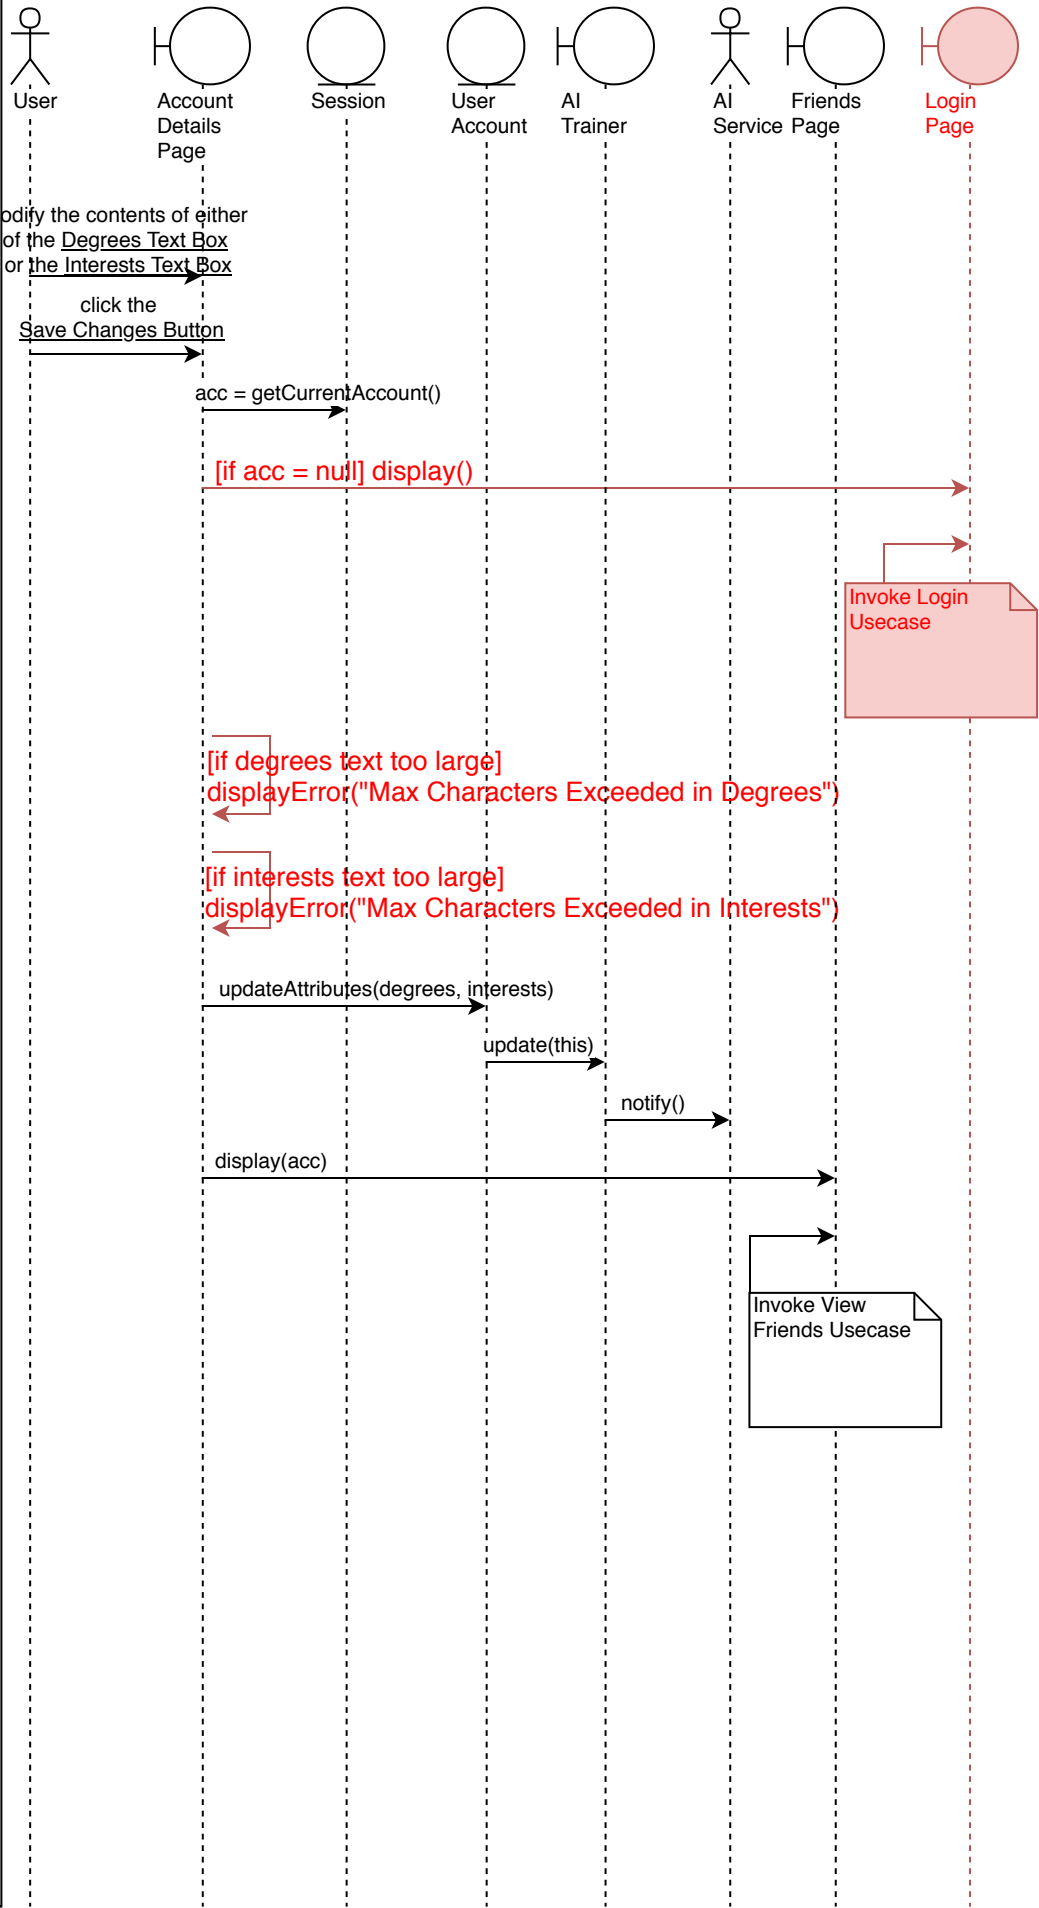 User
Account
Details
Page
Session
User
Account
AI
Trainer
AI
Service
Friends
Page
Login
Page
odify the contents of either
of the Degrees Text Box
or the Interests Text Box
click the
Save Changes Button
acc = getCurrentAccount()
[if acc = null] display()
Invoke Login
Usecase
[if degrees text too large]
displayError("Max Characters Exceeded in Degrees")
[if interests text too large]
displayError("Max Characters Exceeded in Interests")
updateAttributes(degrees, interests)
update(this)
notify()
display(acc)
Invoke View
Friends Usecase